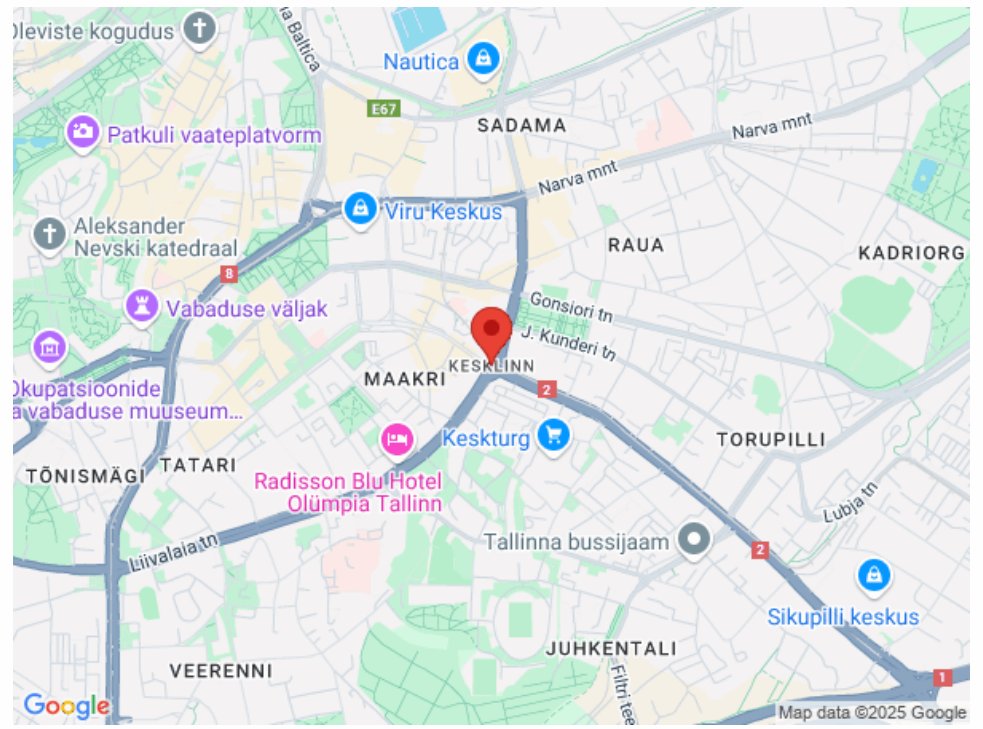 Oleviste kogudus
Baltica
Nautica
E67
SADAMA
Narva mnt
Patkuli vaateplatvorm
Narva mnt
Viru Keskus
Aleksander
Nevski katedraal
RAUA
KADRIORG
8
Gonsiori tn
Vabaduse väljak
J. Kunderi tn
KESKLINN
MAAKRI
2
Okupatsioonide
a vabaduse muuseum...
Keskturg
TORUPILLI
TATARI
TÕNISMÄGI
Radisson Blu Hotel
Olümpia Tallinn
Lubja tn
Liivalaia tn
Tallinna bussijaam
2
Sikupilli keskus
JUHKENTALI
VEERENNI
Filtri tee
1
Google
Map data ©2025 Google